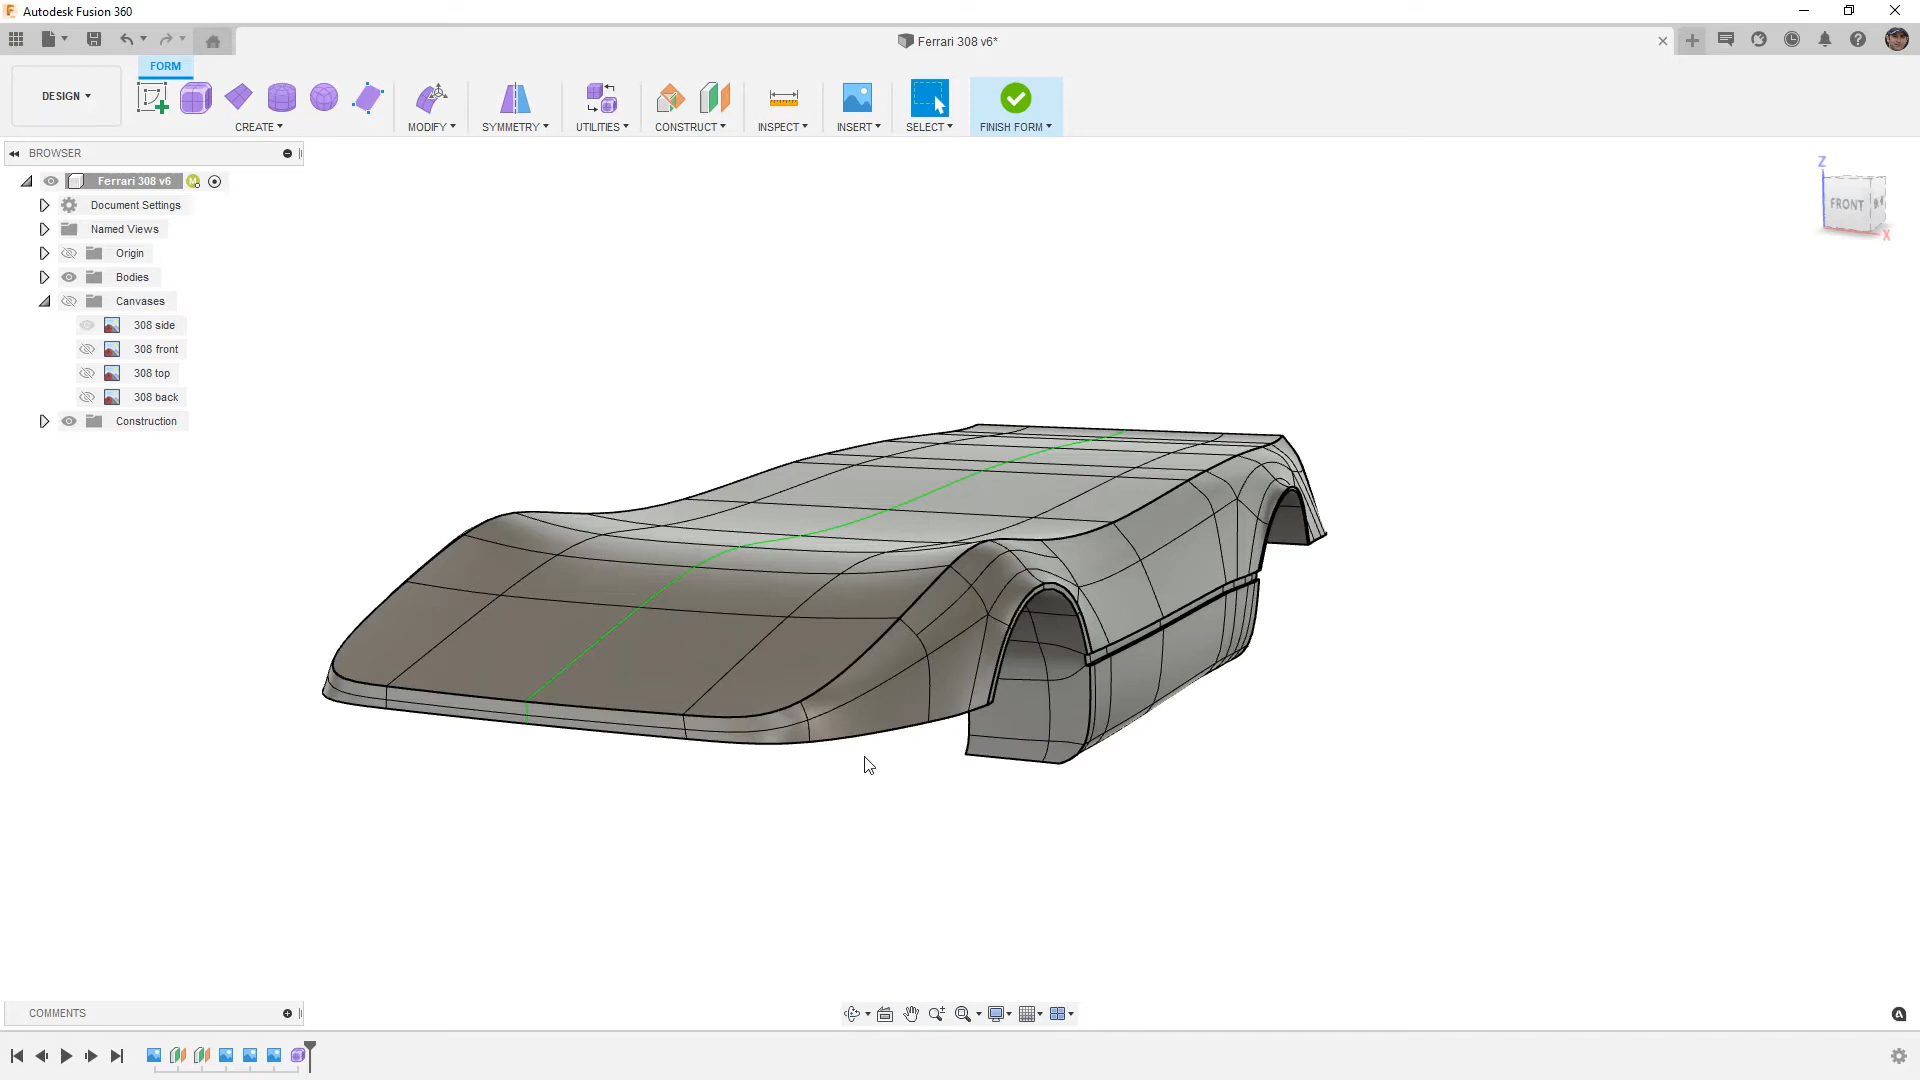 Autodesk Fusion 360
Ferrari 308 v6*
FORM
DESIGN
CREATE
MODIFY
SYMMETRY
UTILITIES
CONSTRUCT
INSPECT
INSERT
SELECT
FINISH FORM
BROWSER
Ferrari 308 v6
Document Settings
Named Views
Origin
Bodies
Canvases
308 side
308 front
308 top
308 back
Construction
Z
FRONT
X
COMMENTS